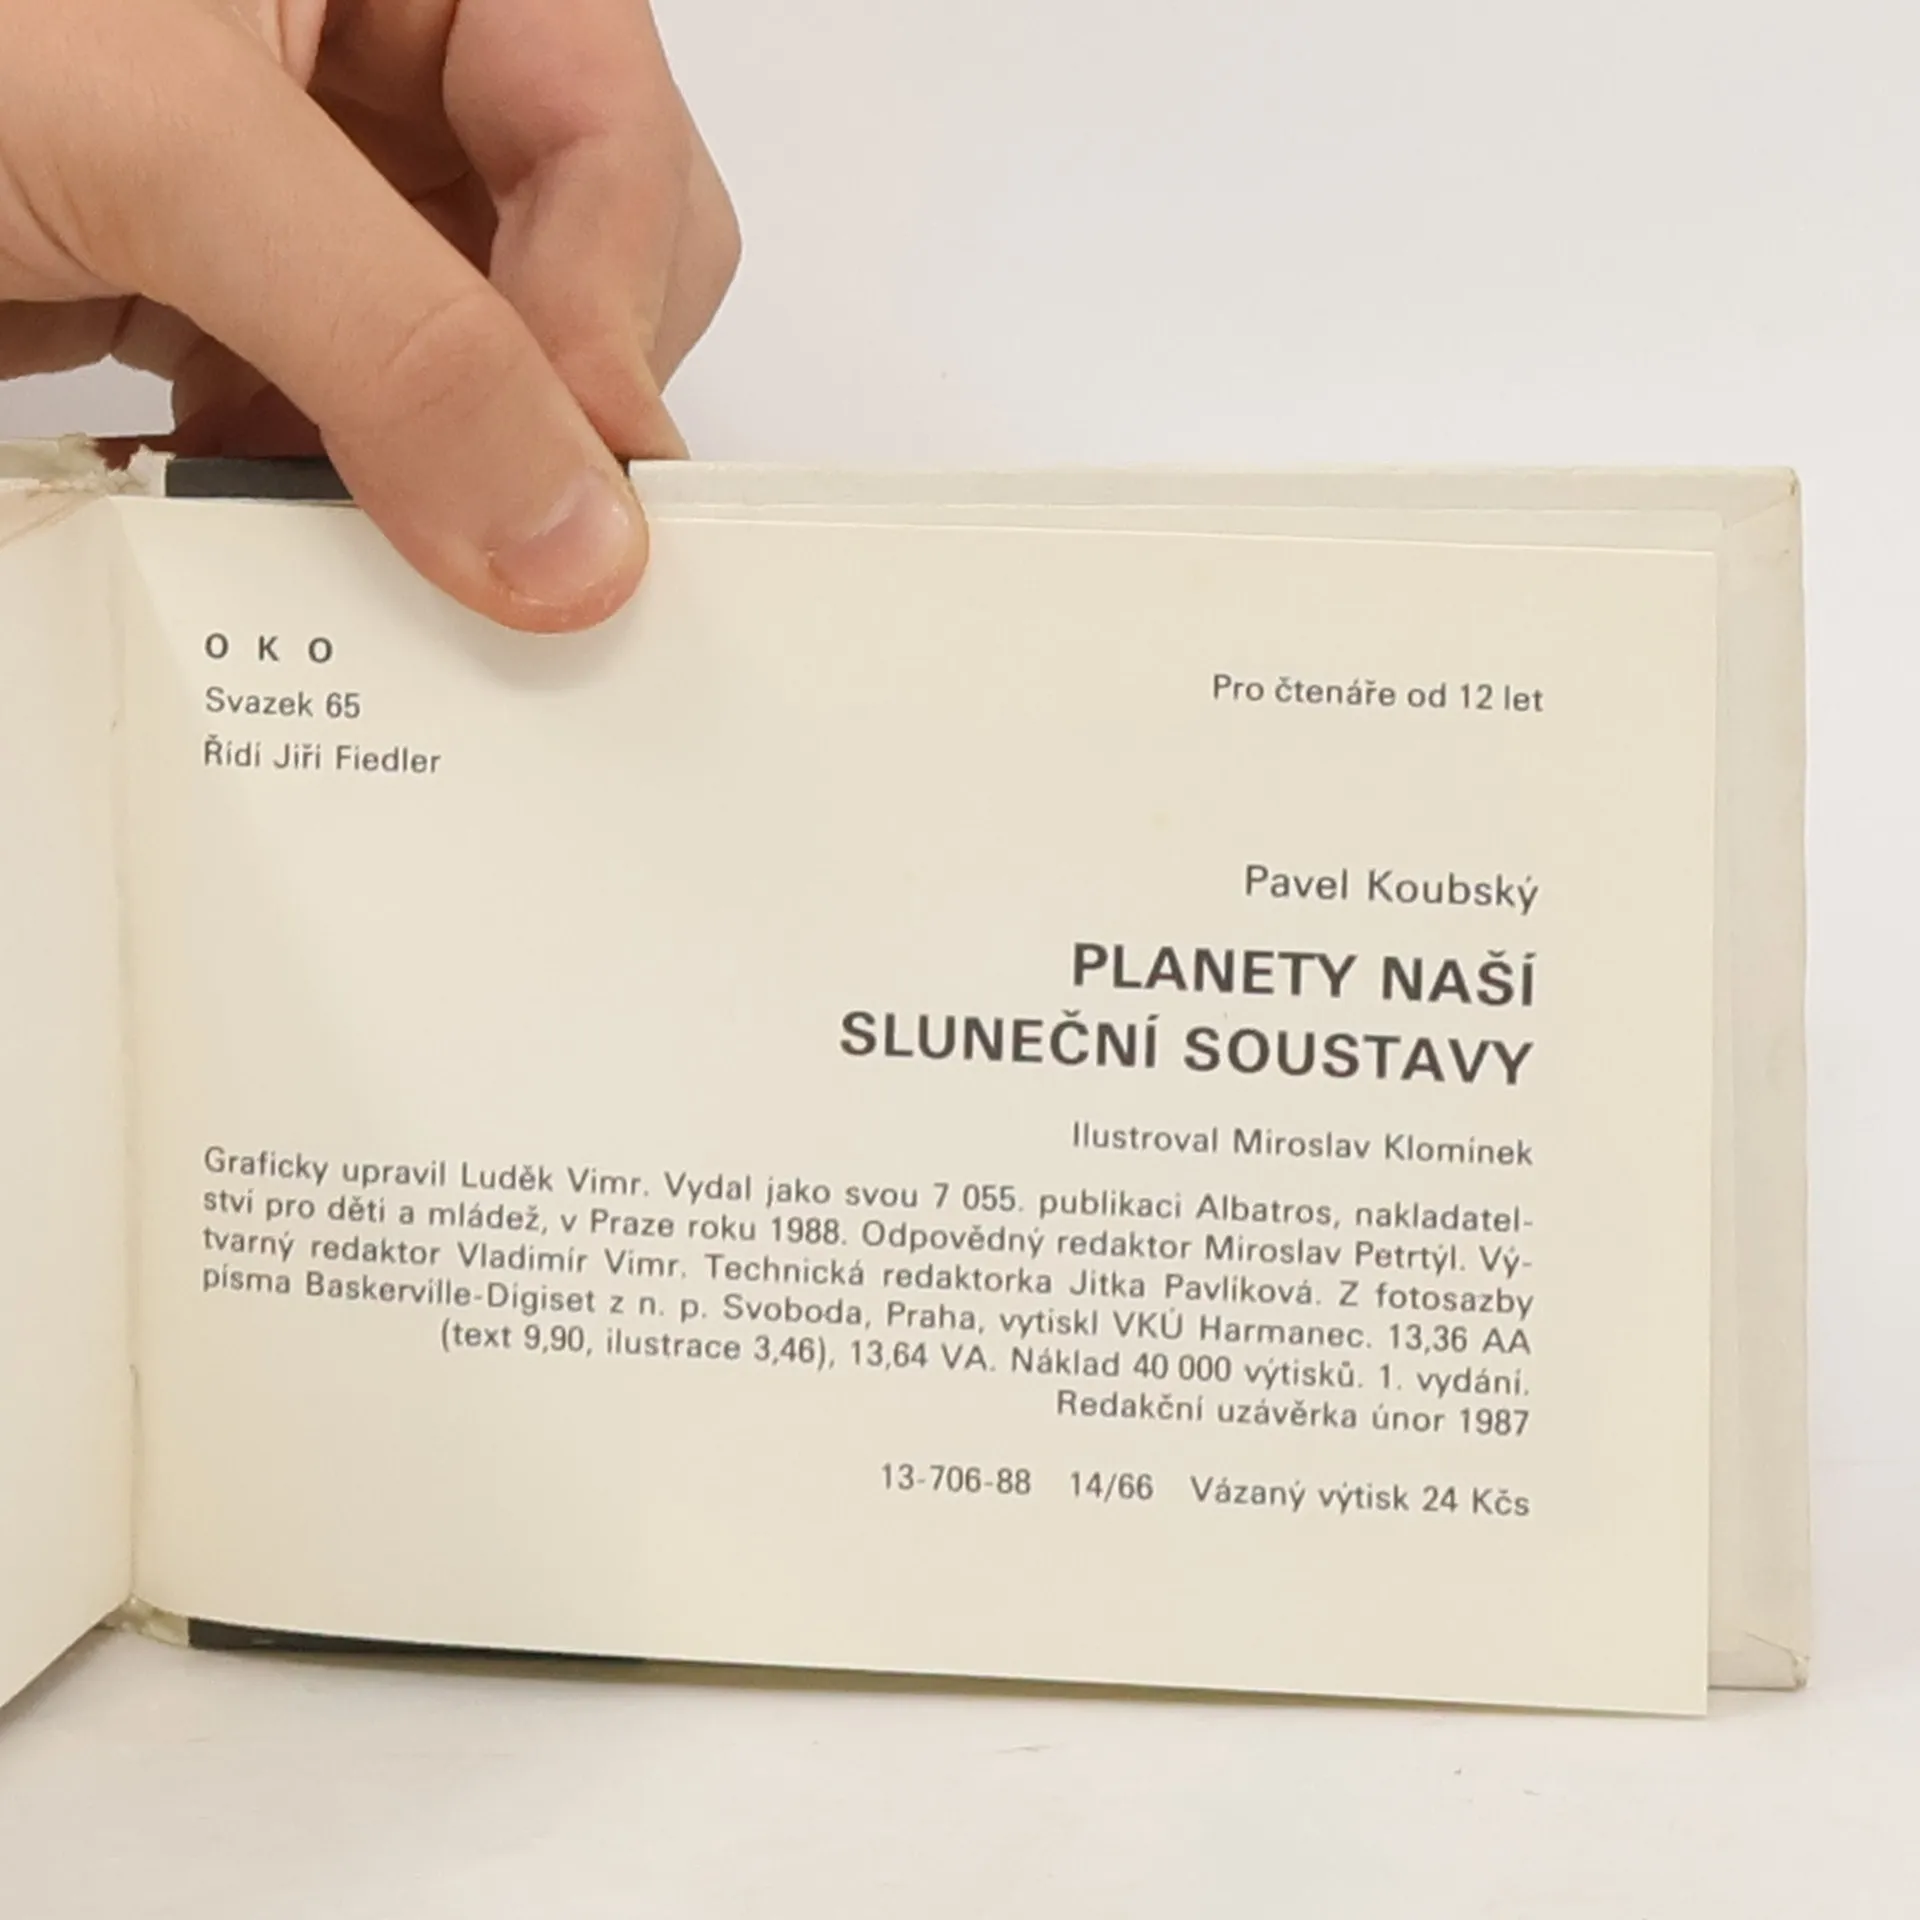 O K O
Svazek 65
Řídí Jiří Fiedler
Pro čtenáře od 12 let
Pavel Koubský
PLANETY NAŠÍ
SLUNEČNÍ SOUSTAVY
Ilustroval Miroslav Klomínek
Graficky upravil Luděk Vimr. Vydal jako svou 7 055. publikaci Albatros, nakladatel-
ství pro děti a mládež, v Praze roku 1988. Odpovědný redaktor Miroslav Petrtýl. Vý-
tvarný redaktor Vladimír Vimr. Technická redaktorka Jitka Pavlíková. Z fotosazby
písma Baskerville-Digiset z n. p. Svoboda, Praha, vytiskl VKÚ Harmanec. 13,36 AA
(text 9,90, ilustrace 3,46), 13,64 VA. Náklad 40 000 výtisků. 1. vydání.
Redakční uzávěrka únor 1987
13-706-88 14/66 Vázaný výtisk 24 Kčs